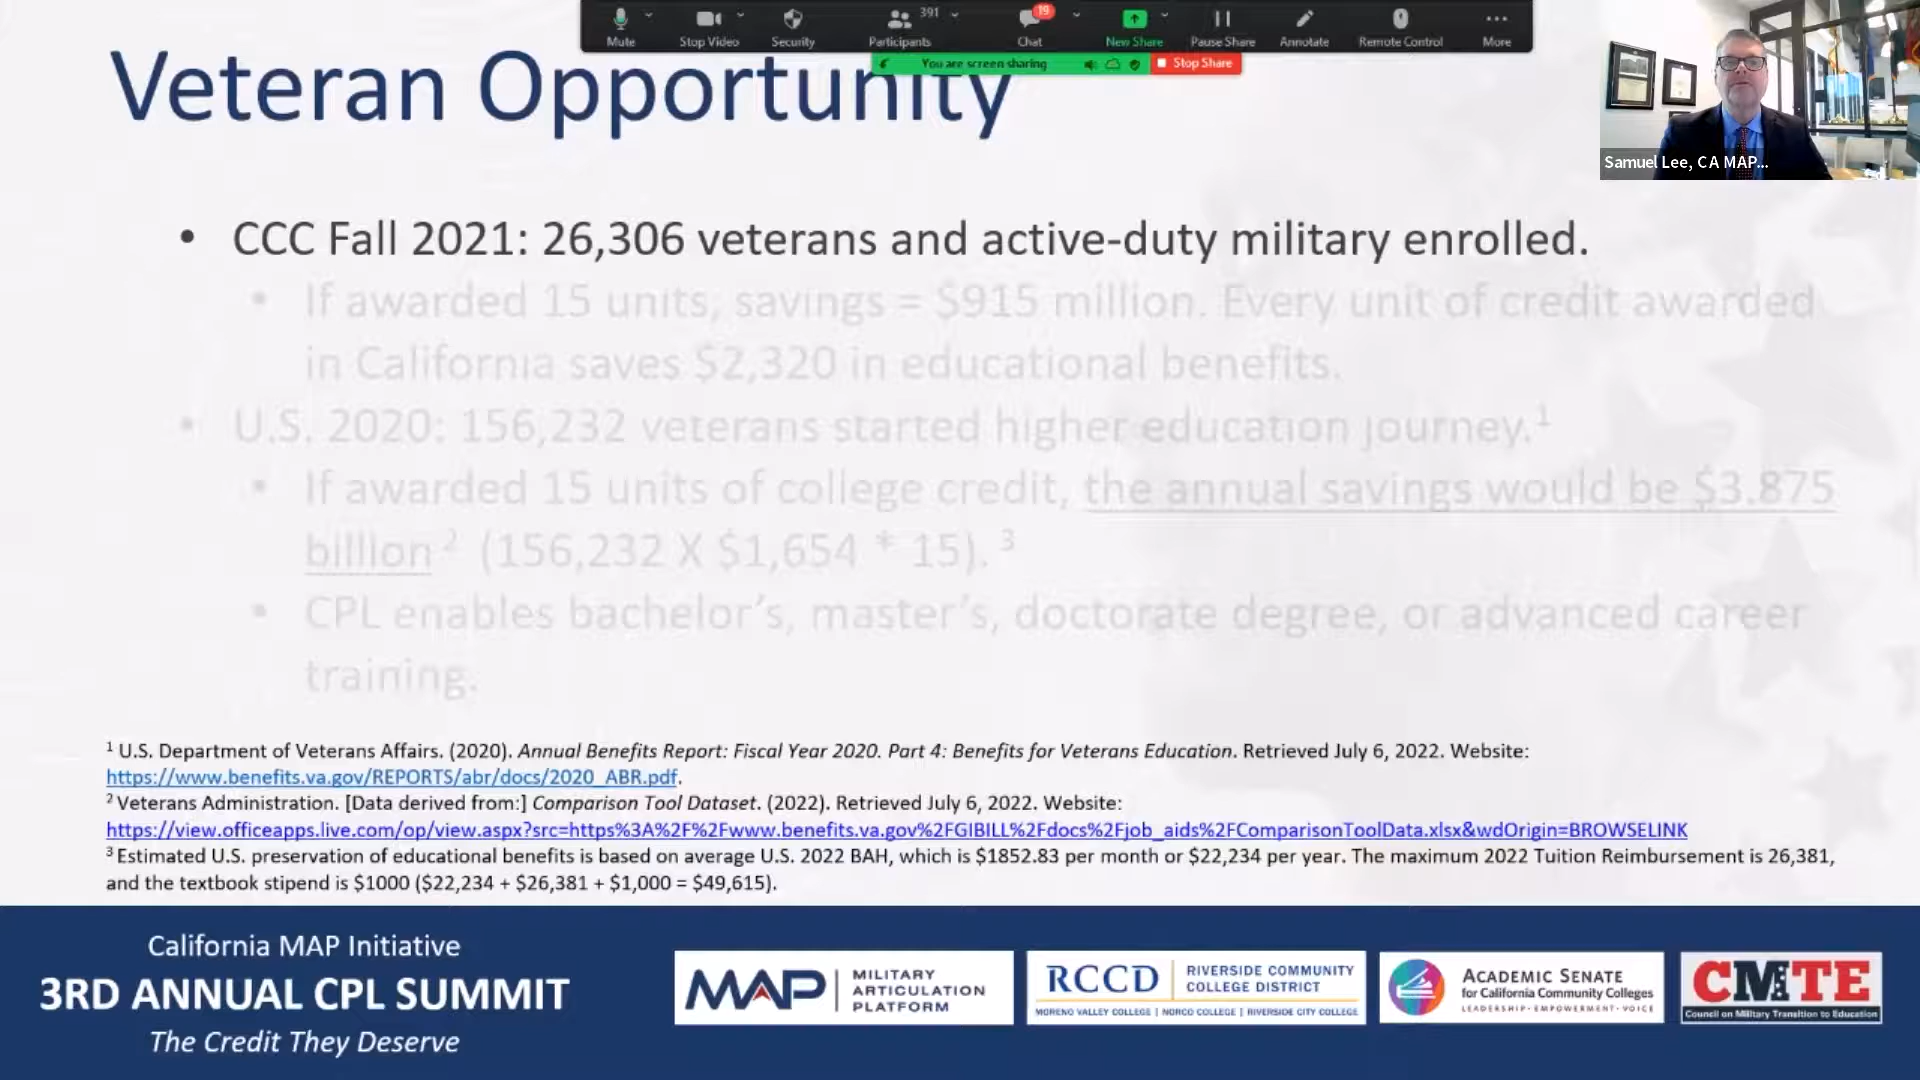 Mute
Stop Video
Security
391
Participants
19
Chat
New Share
Pause Share
Annotate
Remote Control
More
You are screen sharing
Stop Share
Samuel Lee, CA MAP...
Veteran Opportunity
• CCC Fall 2021: 26,306 veterans and active-duty military enrolled.
• If awarded 15 units, savings = $915 million. Every unit of credit awarded
in California saves $2,320 in educational benefits.
• U.S. 2020: 156,232 veterans started higher education journey.1
• If awarded 15 units of college credit, the annual savings would be $3.875
billion 2 (156,232 X $1,654 * 15). 3
• CPL enables bachelor's, master's, doctorate degree, or advanced career
training.
1 U.S. Department of Veterans Affairs. (2020). Annual Benefits Report: Fiscal Year 2020. Part 4: Benefits for Veterans Education. Retrieved July 6, 2022. Website:
https://www.benefits.va.gov/REPORTS/abr/docs/2020_ABR.pdf.
2 Veterans Administration. [Data derived from:] Comparison Tool Dataset. (2022). Retrieved July 6, 2022. Website:
https://view.officeapps.live.com/op/view.aspx?src=https%3A%2F%2Fwww.benefits.va.gov%2FGIBILL%2Fdocs%2Fjob_aids%2FComparisonToolData.xlsx&wdOrigin=BROWSELINK
3 Estimated U.S. preservation of educational benefits is based on average U.S. 2022 BAH, which is $1852.83 per month or $22,234 per year. The maximum 2022 Tuition Reimbursement is 26,381,
and the textbook stipend is $1000 ($22,234 + $26,381 + $1,000 = $49,615).
California MAP Initiative
3RD ANNUAL CPL SUMMIT
The Credit They Deserve
MAP
MILITARY
ARTICULATION
PLATFORM
RCCD
RIVERSIDE COMMUNITY
COLLEGE DISTRICT
MORENO VALLEY COLLEGE | NORCO COLLEGE | RIVERSIDE CITY COLLEGE
ACADEMIC SENATE
for California Community Colleges
LEADERSHIP • EMPOWERMENT • VOICE
CMTE
Council on Military Transition to Education